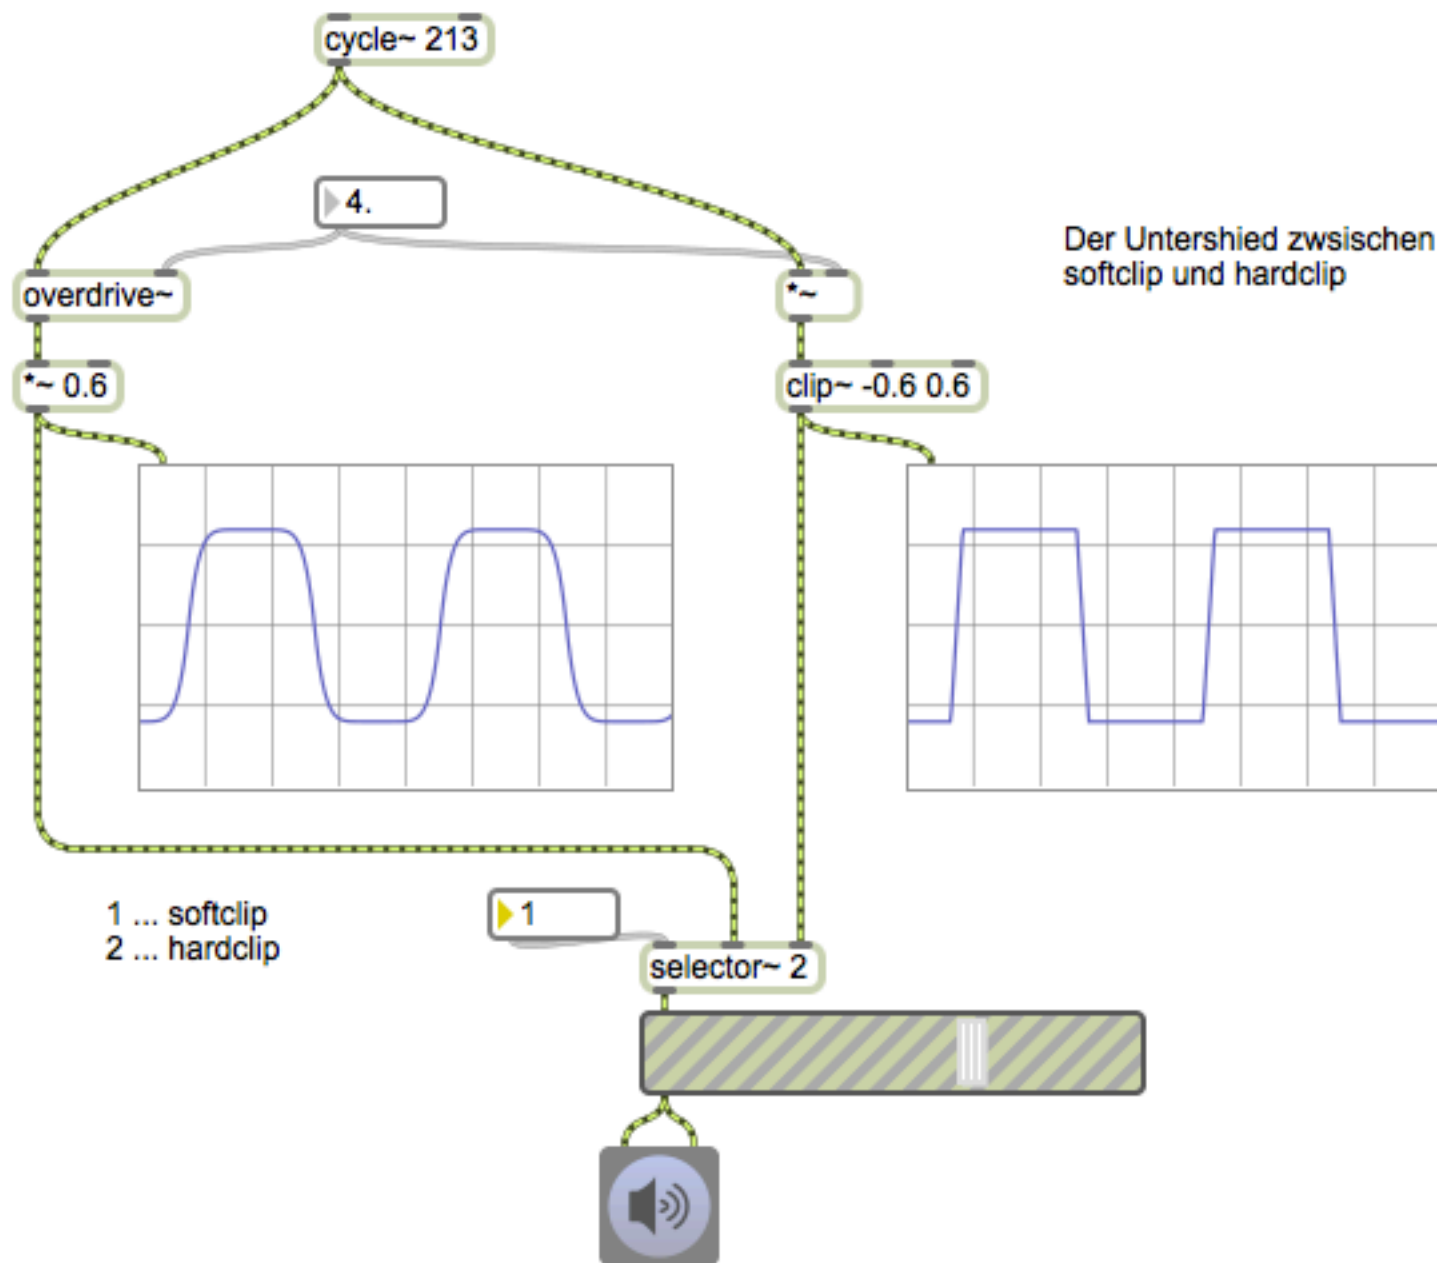 cycle~ 213
4.
Der Untershied zwsischen
softclip und hardclip
overdrive~
*~
*~ 0.6
clip~ -0.6 0.6
1 ... softclip
2 ... hardclip
1
selector~ 2